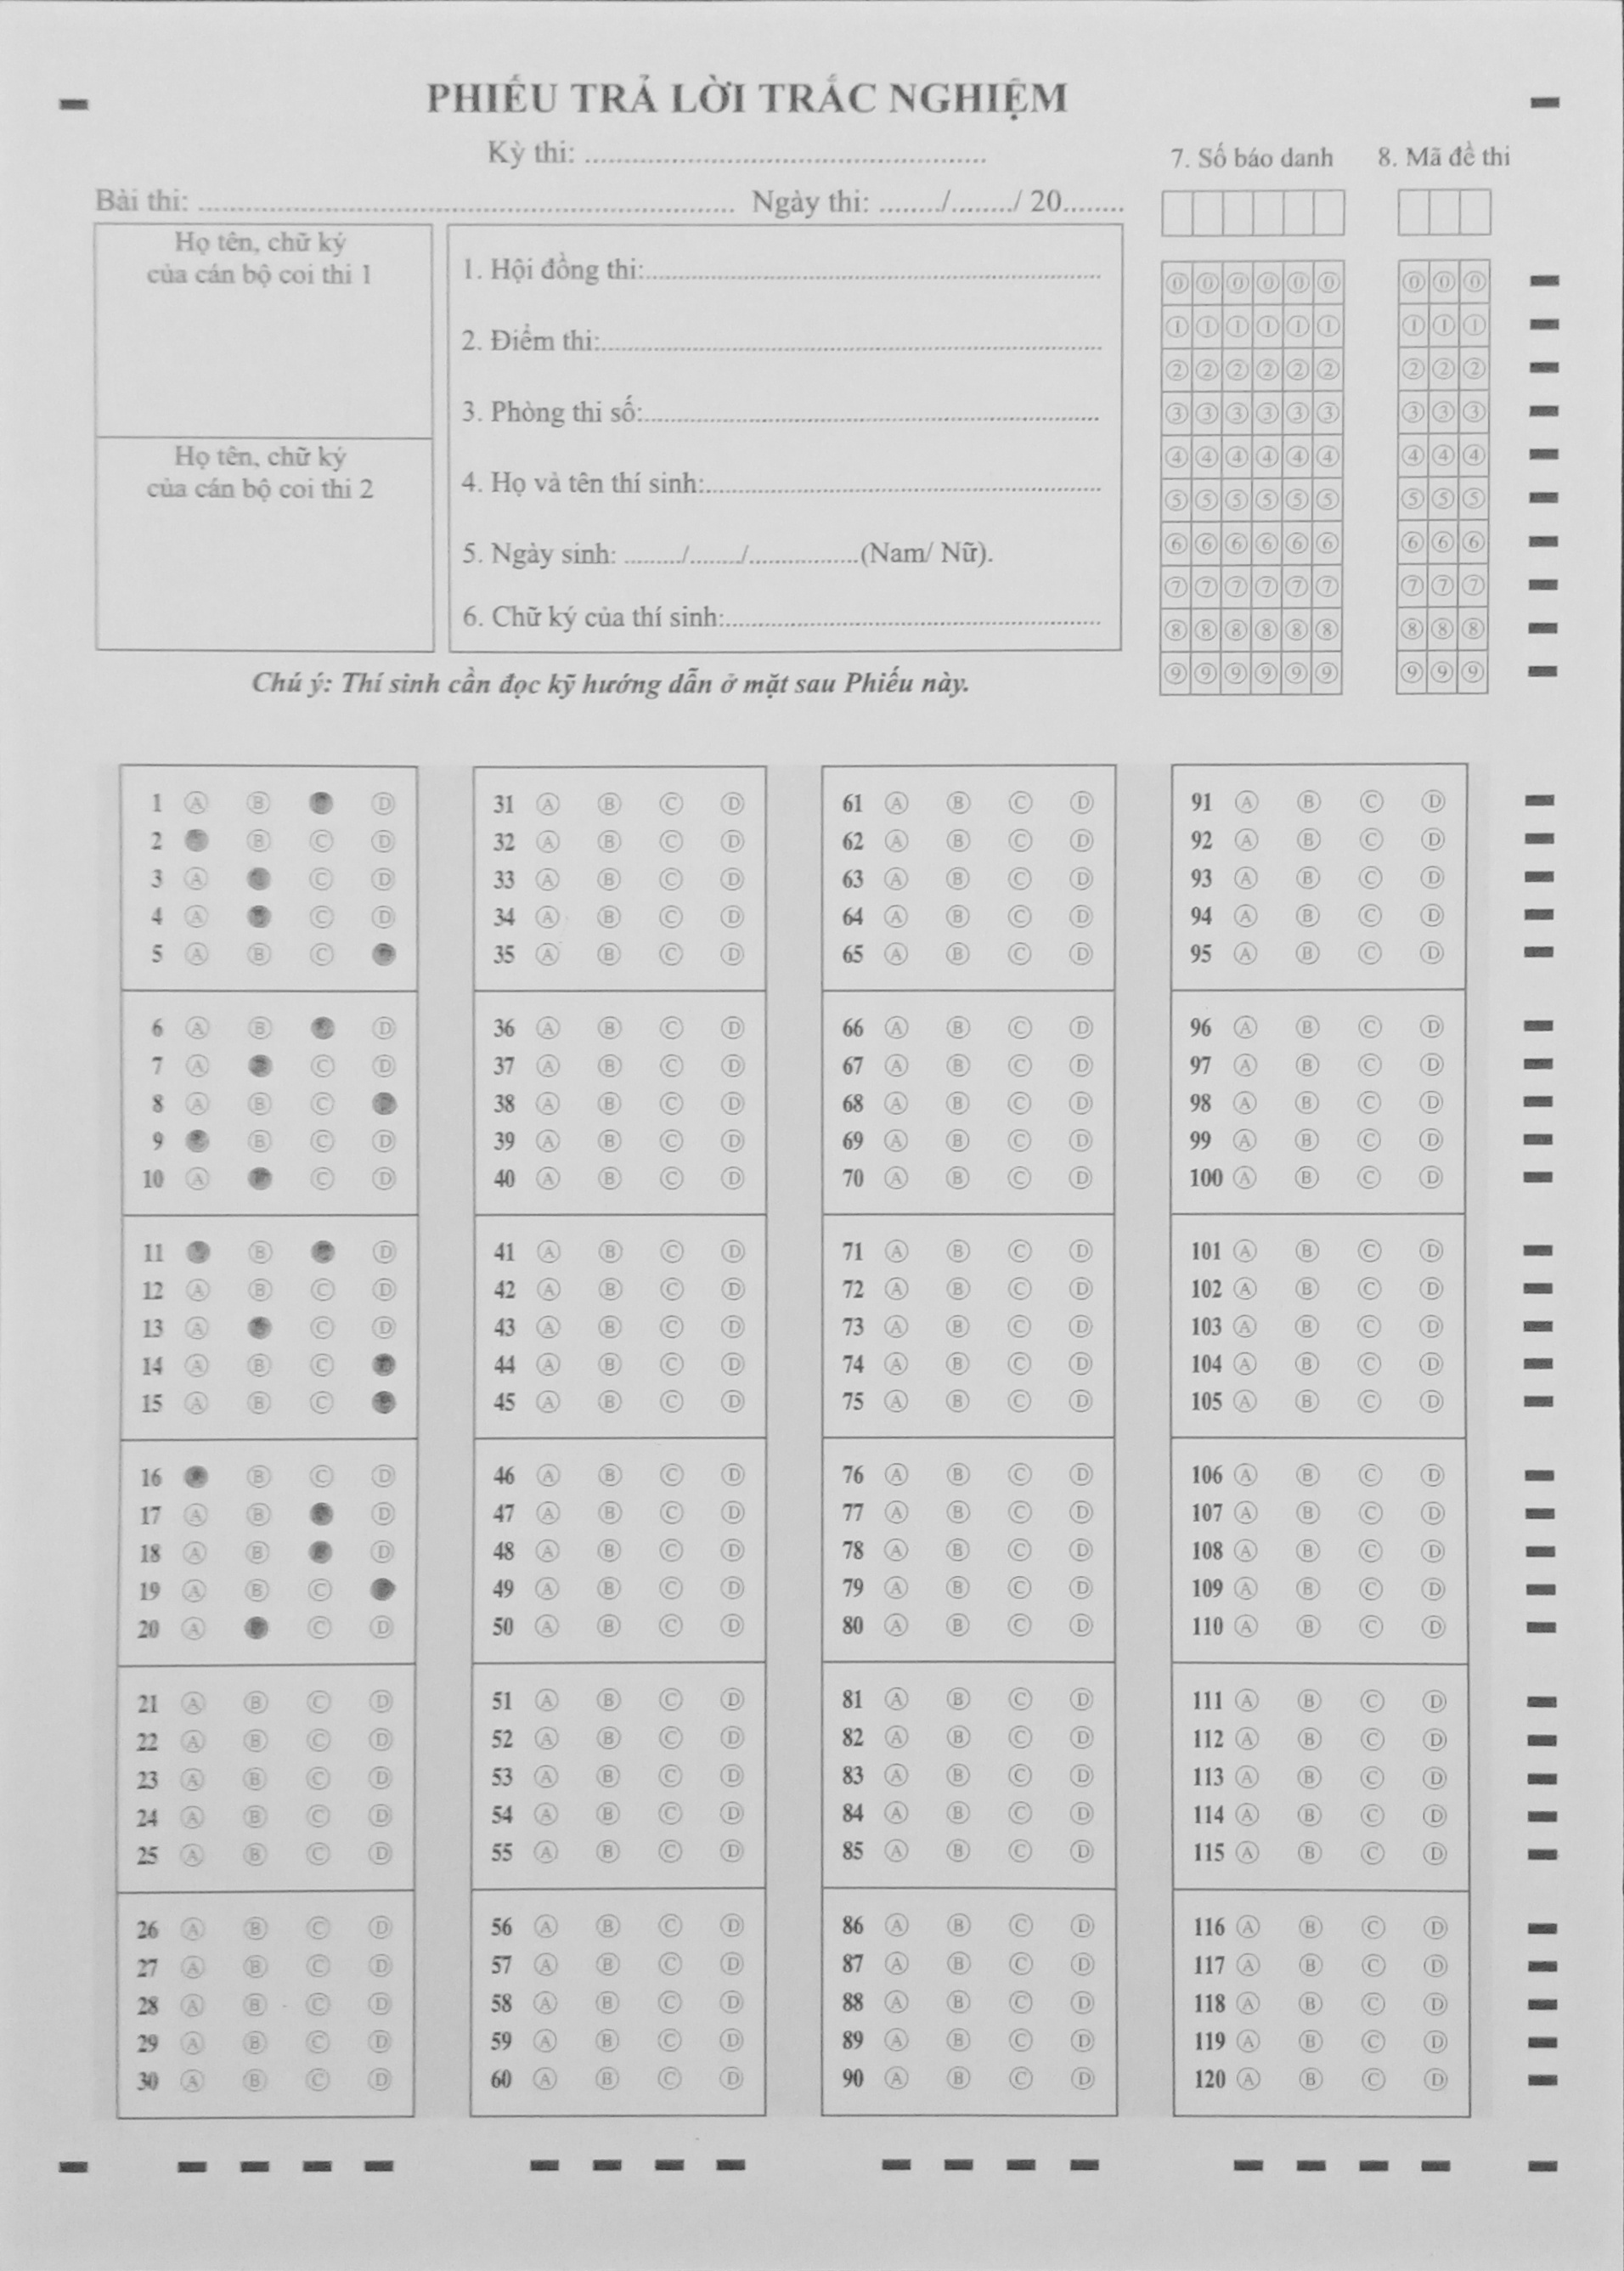 PHIẾU TRẢ LỜI TRẮC NGHIỆM
Kỳ thi: ....................................................
Bài thi: ..................................................................... Ngày thi: ......../......../ 20........
7. Số báo danh
8. Mã đề thi
Họ tên, chữ ký
của cán bộ coi thi 1
Họ tên, chữ ký
của cán bộ coi thi 2
1. Hội đồng thi:
2. Điểm thi:
3. Phòng thi số:
4. Họ và tên thí sinh:
5. Ngày sinh: ......../......./...............(Nam/ Nữ).
6. Chữ ký của thí sinh:
Chú ý: Thí sinh cần đọc kỹ hướng dẫn ở mặt sau Phiếu này.
0 0 0 0 0 0 0 0 0
1 1 1 1 1 1 1 1 1
2 2 2 2 2 2 2 2 2
3 3 3 3 3 3 3 3 3
4 4 4 4 4 4 4 4 4
5 5 5 5 5 5 5 5 5
6 6 6 6 6 6 6 6 6
7 7 7 7 7 7 7 7 7
8 8 8 8 8 8 8 8 8
9 9 9 9 9 9 9 9 9
1 A B D
2 B C D
3 A C D
4 A C D
5 A B C
6 A B D
7 A C D
8 A B C
9 B C D
10 A C D
11 B D
12 A B C D
13 A C D
14 A B C
15 A B C
16 B C D
17 A B D
18 A B D
19 A B C
20 A C D
21 A B C D
22 A B C D
23 A B C D
24 A B C D
25 A B C D
26 A B C D
27 A B C D
28 A B C D
29 A B C D
30 A B C D
31 A B C D
32 A B C D
33 A B C D
34 A B C D
35 A B C D
36 A B C D
37 A B C D
38 A B C D
39 A B C D
40 A B C D
41 A B C D
42 A B C D
43 A B C D
44 A B C D
45 A B C D
46 A B C D
47 A B C D
48 A B C D
49 A B C D
50 A B C D
51 A B C D
52 A B C D
53 A B C D
54 A B C D
55 A B C D
56 A B C D
57 A B C D
58 A B C D
59 A B C D
60 A B C D
61 A B C D
62 A B C D
63 A B C D
64 A B C D
65 A B C D
66 A B C D
67 A B C D
68 A B C D
69 A B C D
70 A B C D
71 A B C D
72 A B C D
73 A B C D
74 A B C D
75 A B C D
76 A B C D
77 A B C D
78 A B C D
79 A B C D
80 A B C D
81 A B C D
82 A B C D
83 A B C D
84 A B C D
85 A B C D
86 A B C D
87 A B C D
88 A B C D
89 A B C D
90 A B C D
91 A B C D
92 A B C D
93 A B C D
94 A B C D
95 A B C D
96 A B C D
97 A B C D
98 A B C D
99 A B C D
100 A B C D
101 A B C D
102 A B C D
103 A B C D
104 A B C D
105 A B C D
106 A B C D
107 A B C D
108 A B C D
109 A B C D
110 A B C D
111 A B C D
112 A B C D
113 A B C D
114 A B C D
115 A B C D
116 A B C D
117 A B C D
118 A B C D
119 A B C D
120 A B C D